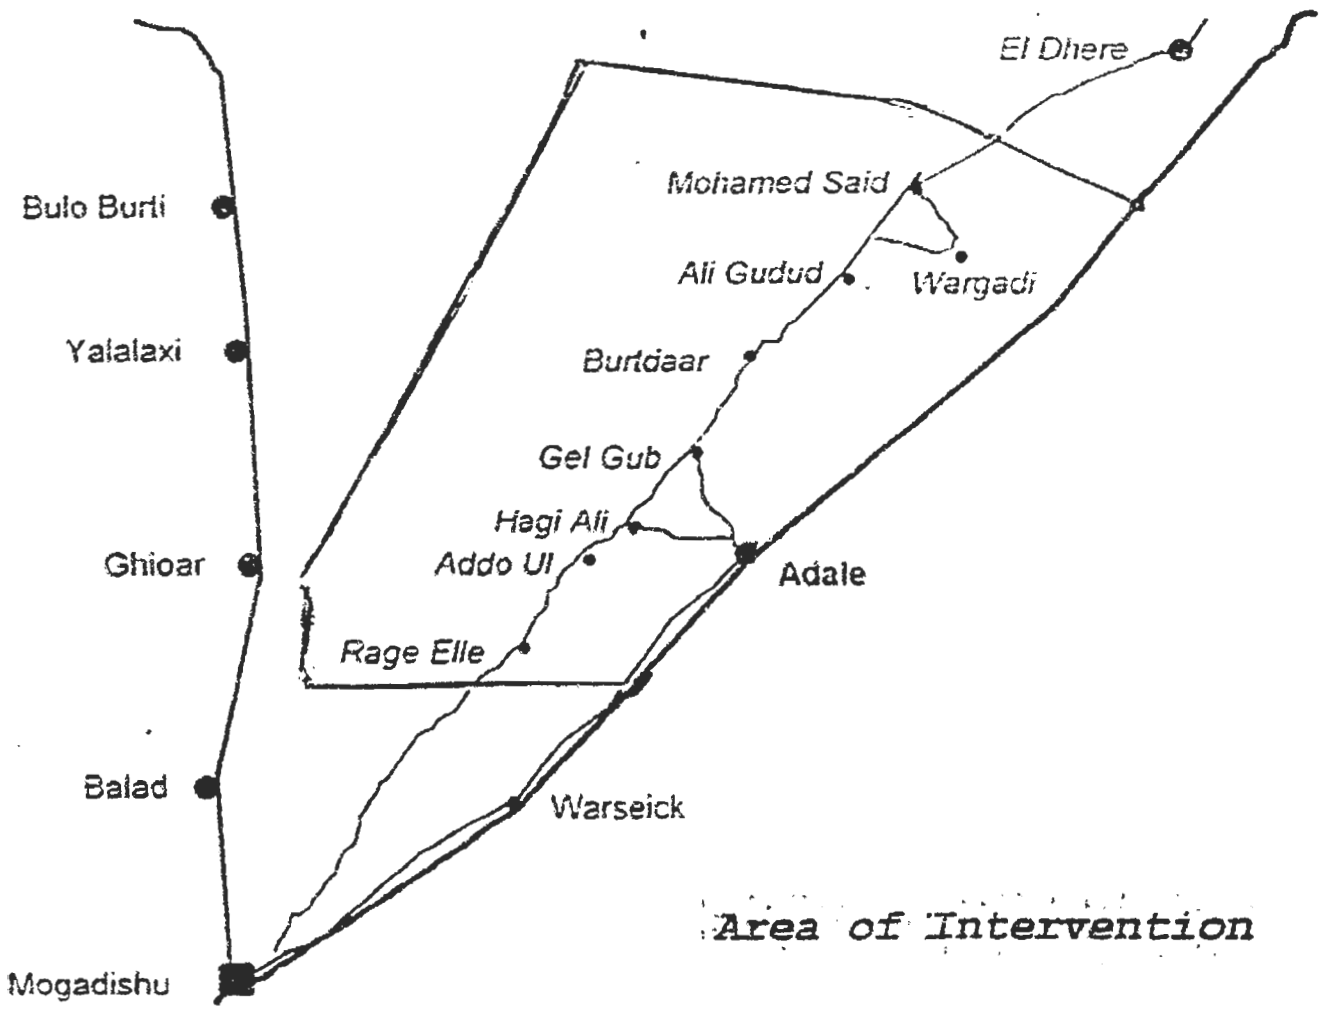 El Dhere
Mohamed Said
Bulo Burti
Ali Gudud
Wargadi
Yalalaxi
Burtdaar
Gel Gub
Hagi Ali
Addo Ul
Ghioar
Adale
Rage Elle
Balad
Warseick
Area of Intervention
Mogadishu